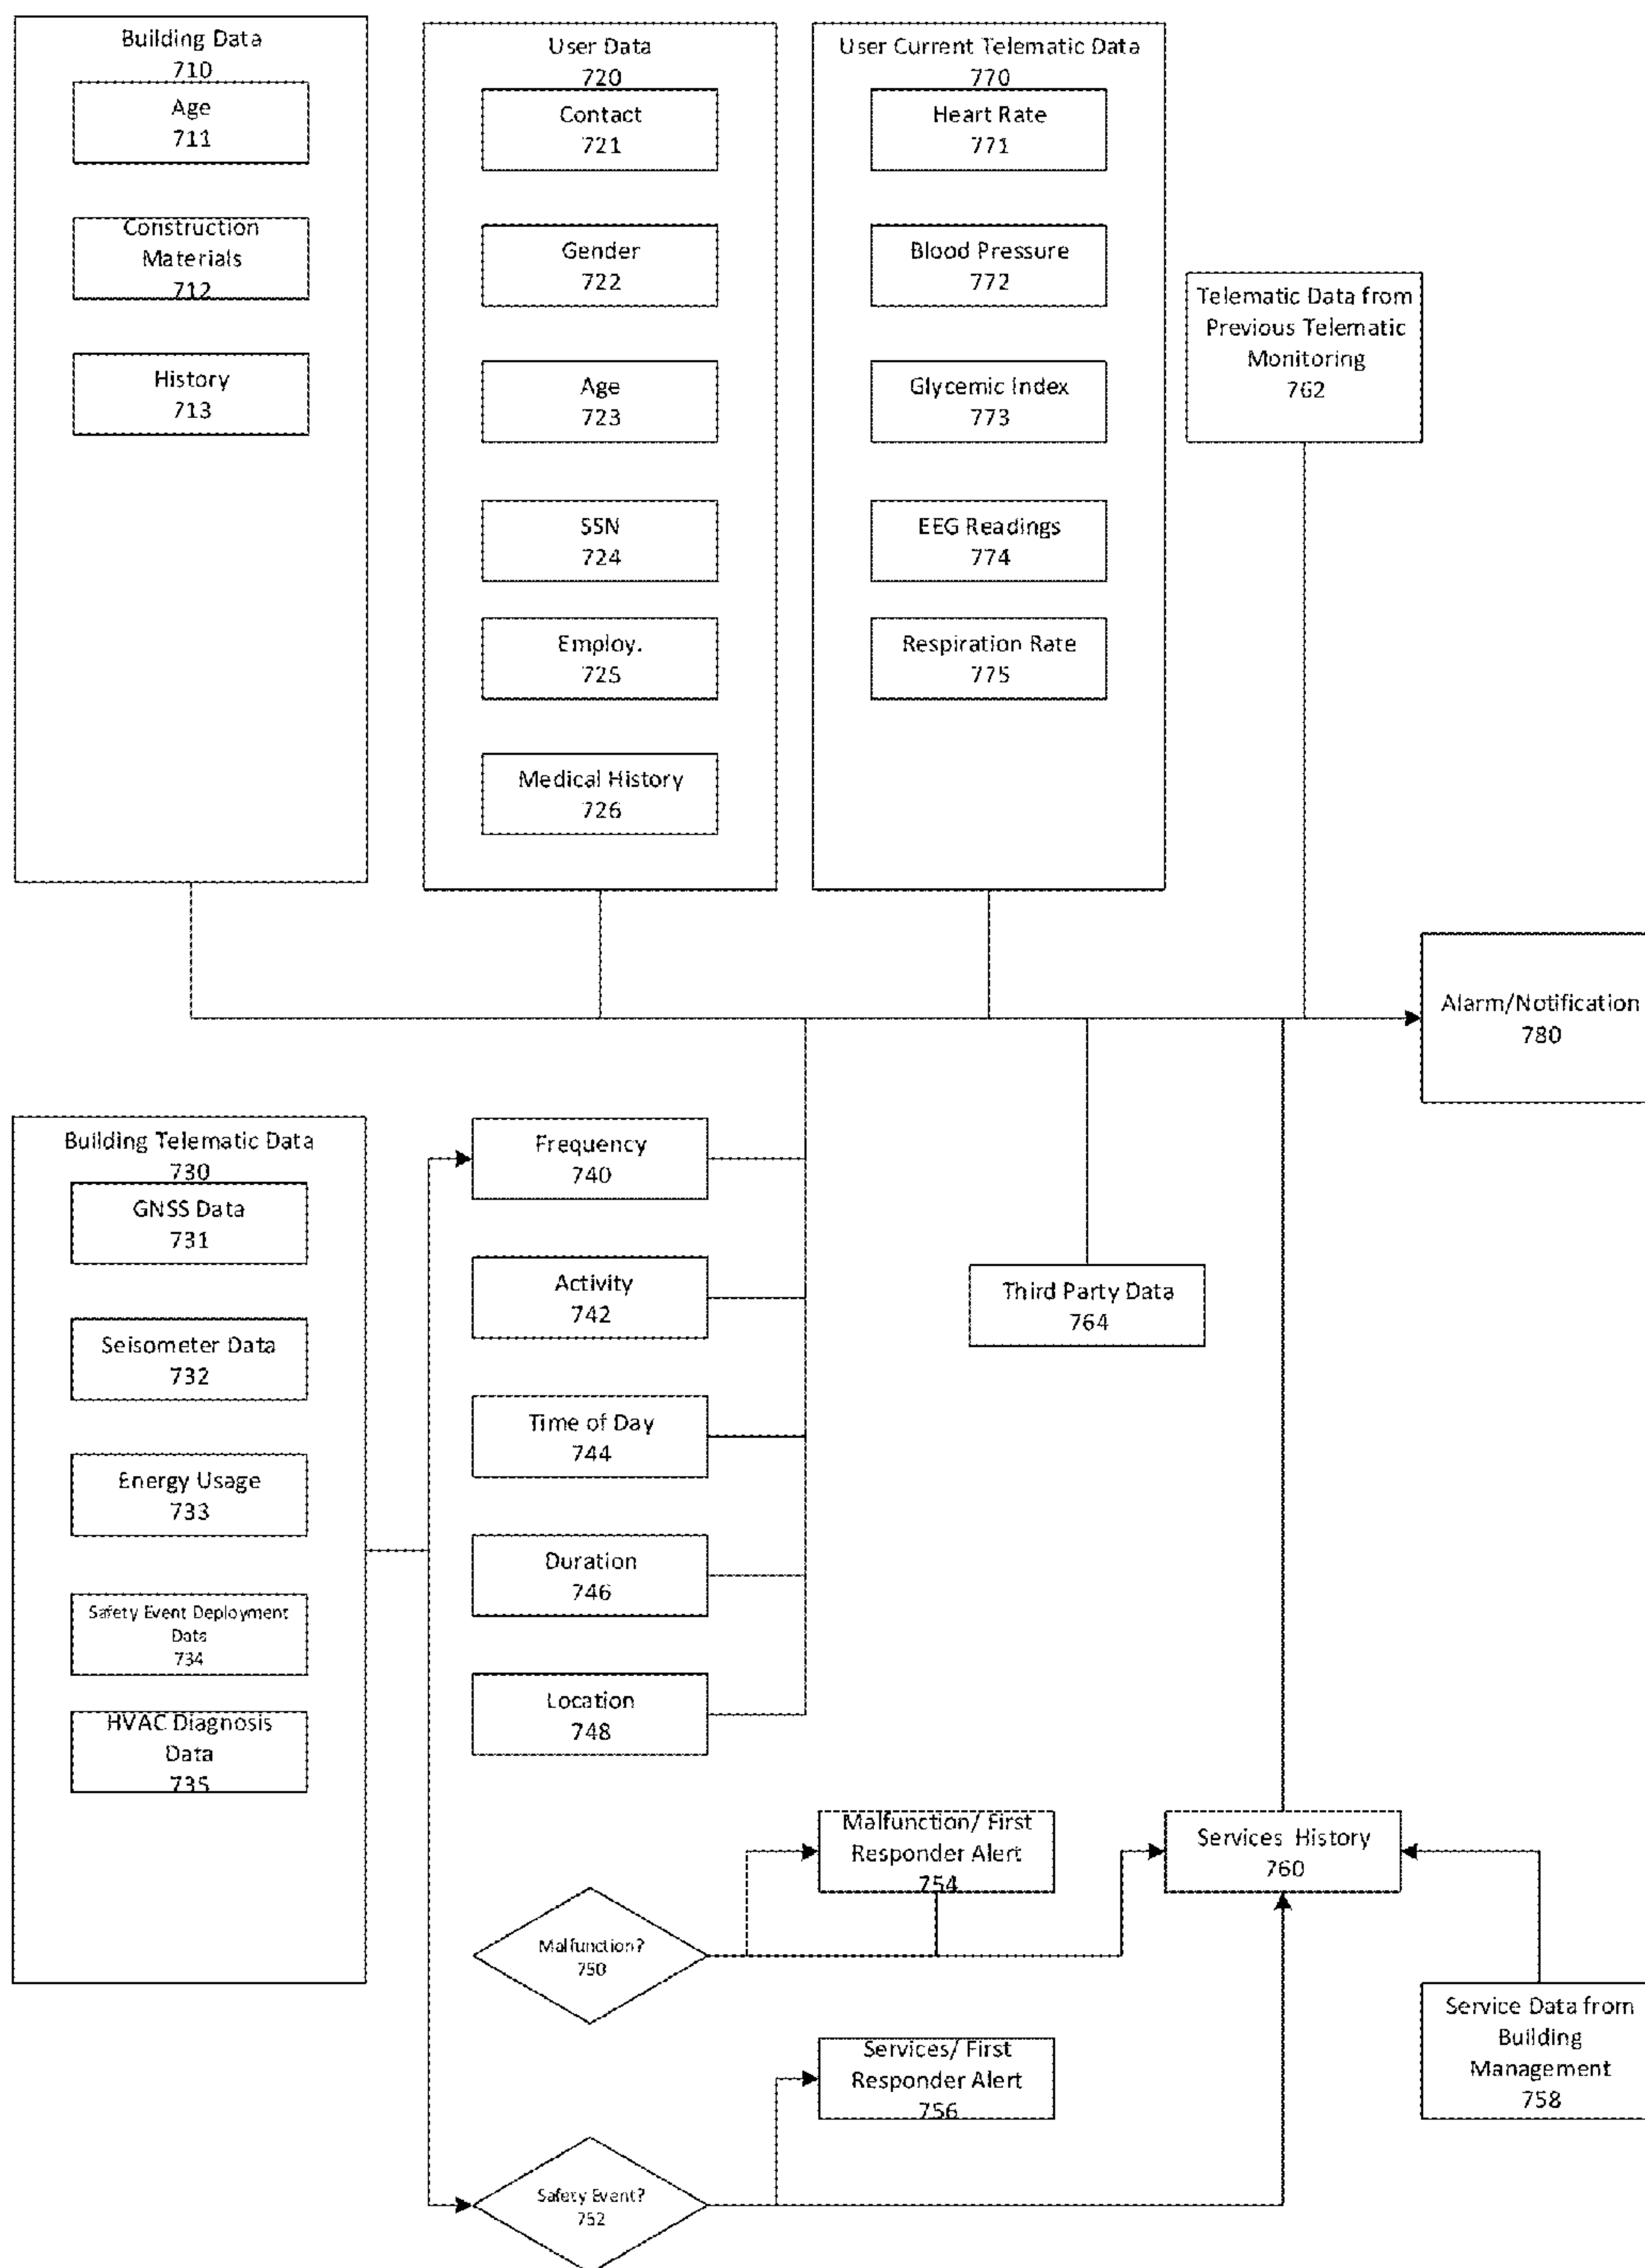 Building Data
710
Age
711
Construction
Materials
712
History
713
User Data
720
Contact
721
Gender
722
Age
723
SSN
724
Employ.
725
Medical History
726
User Current Telematic Data
770
Heart Rate
771
Blood Pressure
772
Glycemic Index
773
EEG Readings
774
Respiration Rate
775
Telematic Data from
Previous Telematic
Monitoring
762
Alarm/Notification
780
Building Telematic Data
730
GNSS Data
731
Seisometer Data
732
Energy Usage
733
Safety Event Deployment
Data
734
HVAC Diagnosis
Data
735
Frequency
740
Activity
742
Time of Day
744
Duration
746
Location
748
Third Party Data
764
Malfunction/ First
Responder Alert
754
Services History
760
Malfunction?
750
Services/ First
Responder Alert
756
Service Data from
Building
Management
758
Safety Event?
752